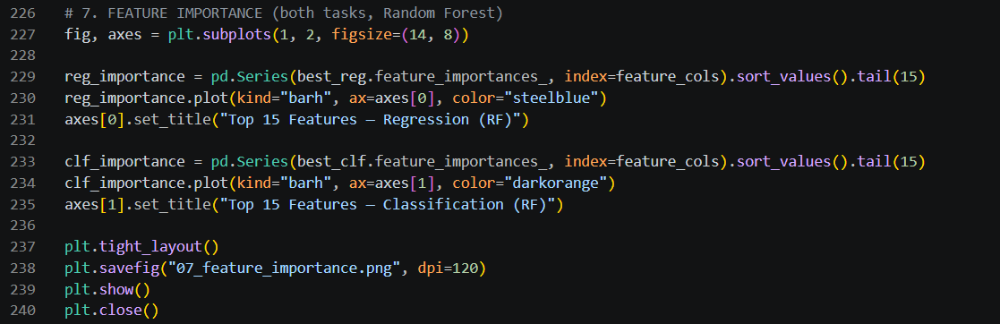 226 # 7. FEATURE IMPORTANCE (both tasks, Random Forest)
227 fig, axes = plt.subplots(1, 2, figsize=(14, 8))
228
229 reg_importance = pd.Series(best_reg.feature_importances_, index=feature_cols).sort_values().tail(15)
230 reg_importance.plot(kind="barh", ax=axes[0], color="steelblue")
231 axes[0].set_title("Top 15 Features — Regression (RF)")
232
233 clf_importance = pd.Series(best_clf.feature_importances_, index=feature_cols).sort_values().tail(15)
234 clf_importance.plot(kind="barh", ax=axes[1], color="darkorange")
235 axes[1].set_title("Top 15 Features — Classification (RF)")
236
237 plt.tight_layout()
238 plt.savefig("07_feature_importance.png", dpi=120)
239 plt.show()
240 plt.close()